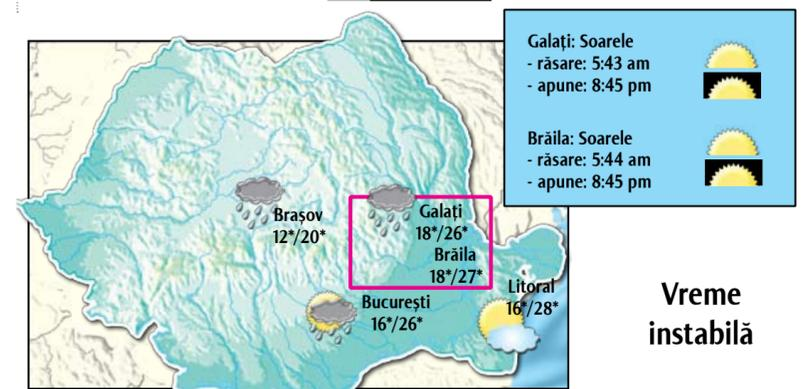 Galați: Soarele
- răsare: 5:43 am
- apune: 8:45 pm
Brăila: Soarele
- răsare: 5:44 am
- apune: 8:45 pm
Brașov
12*/20*
Galați
18*/26*
Brăila
18*/27*
București
16*/26*
Litoral
16*/28*
Vreme
instabilă